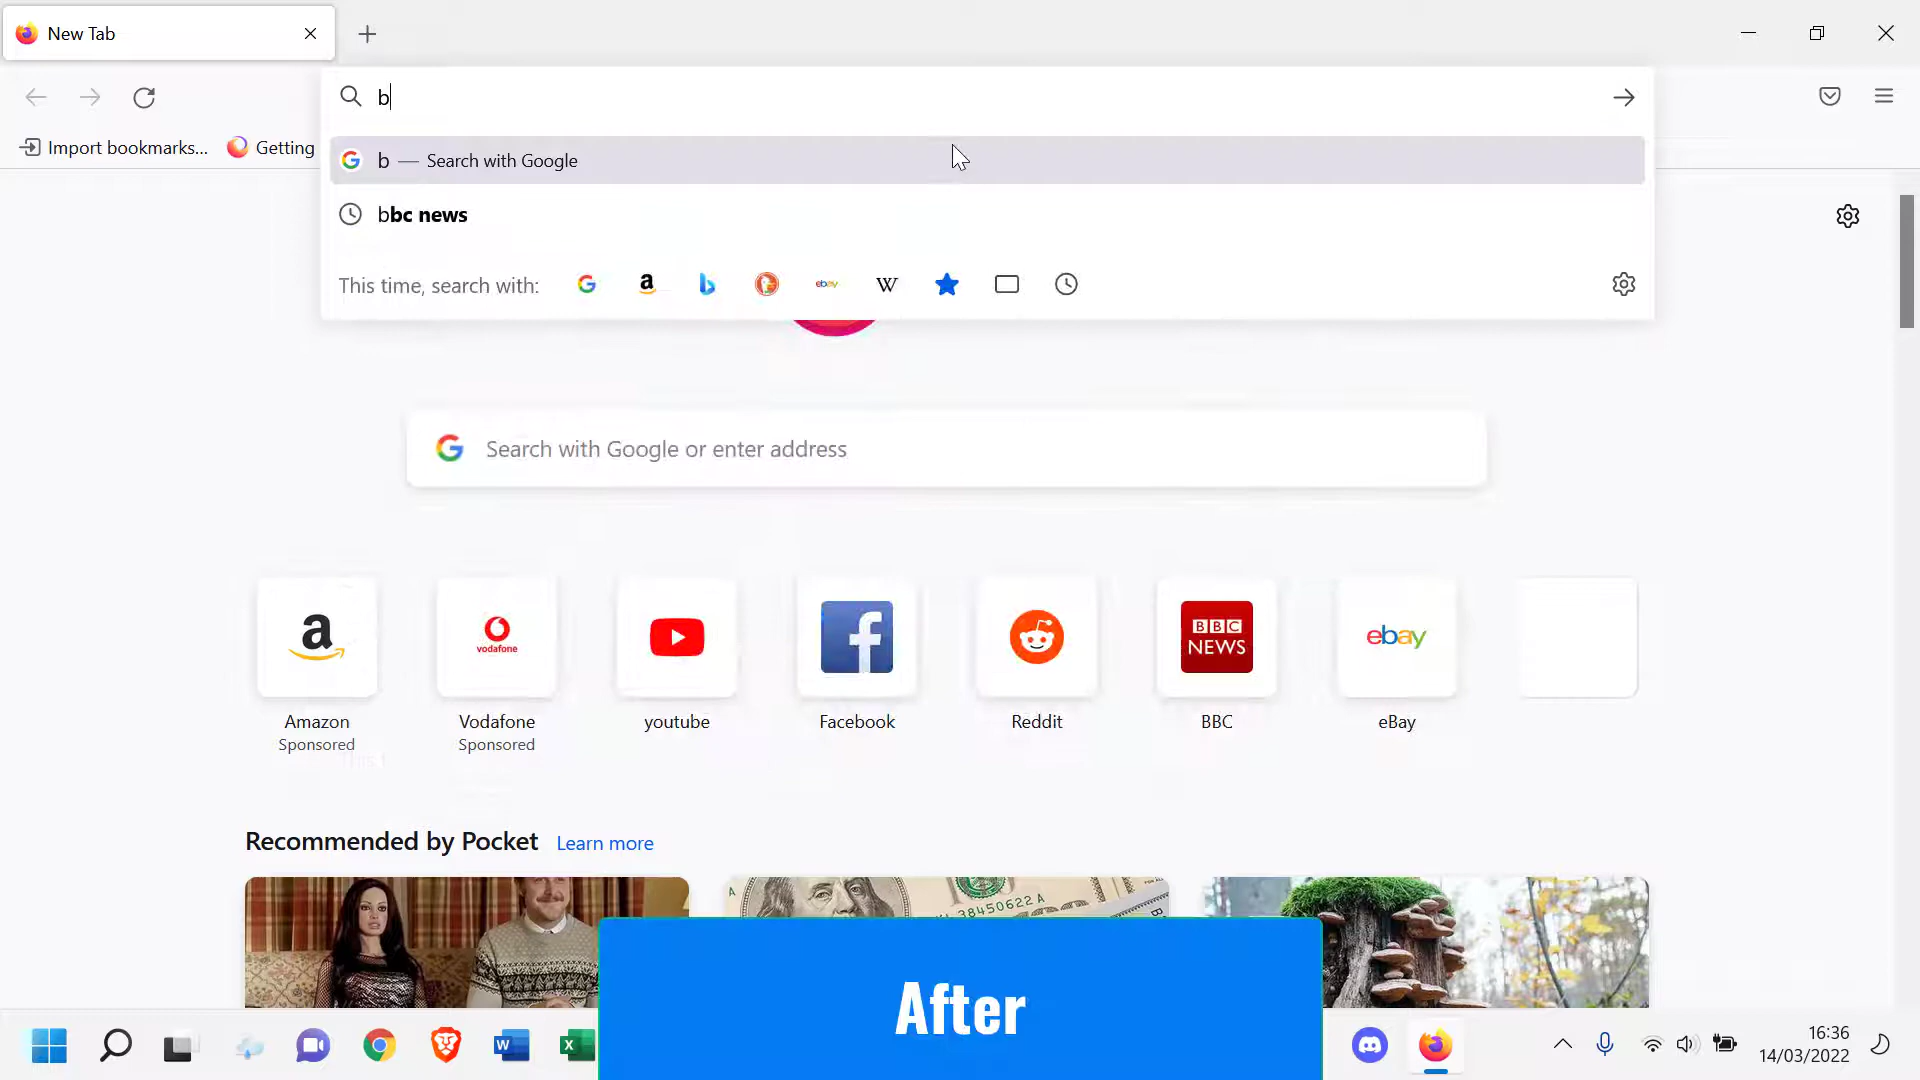 New Tab
b
Import bookmarks...
Getting
b — Search with Google
bbc news
This time, search with:
a
ebay
W
Search with Google or enter address
a
vodafone
f
BBC
NEWS
ebay
Amazon
Sponsored
Vodafone
Sponsored
youtube
Facebook
Reddit
BBC
eBay
This t
Recommended by Pocket
Learn more
A
38450622 A
After
W
X
16:36
14/03/2022